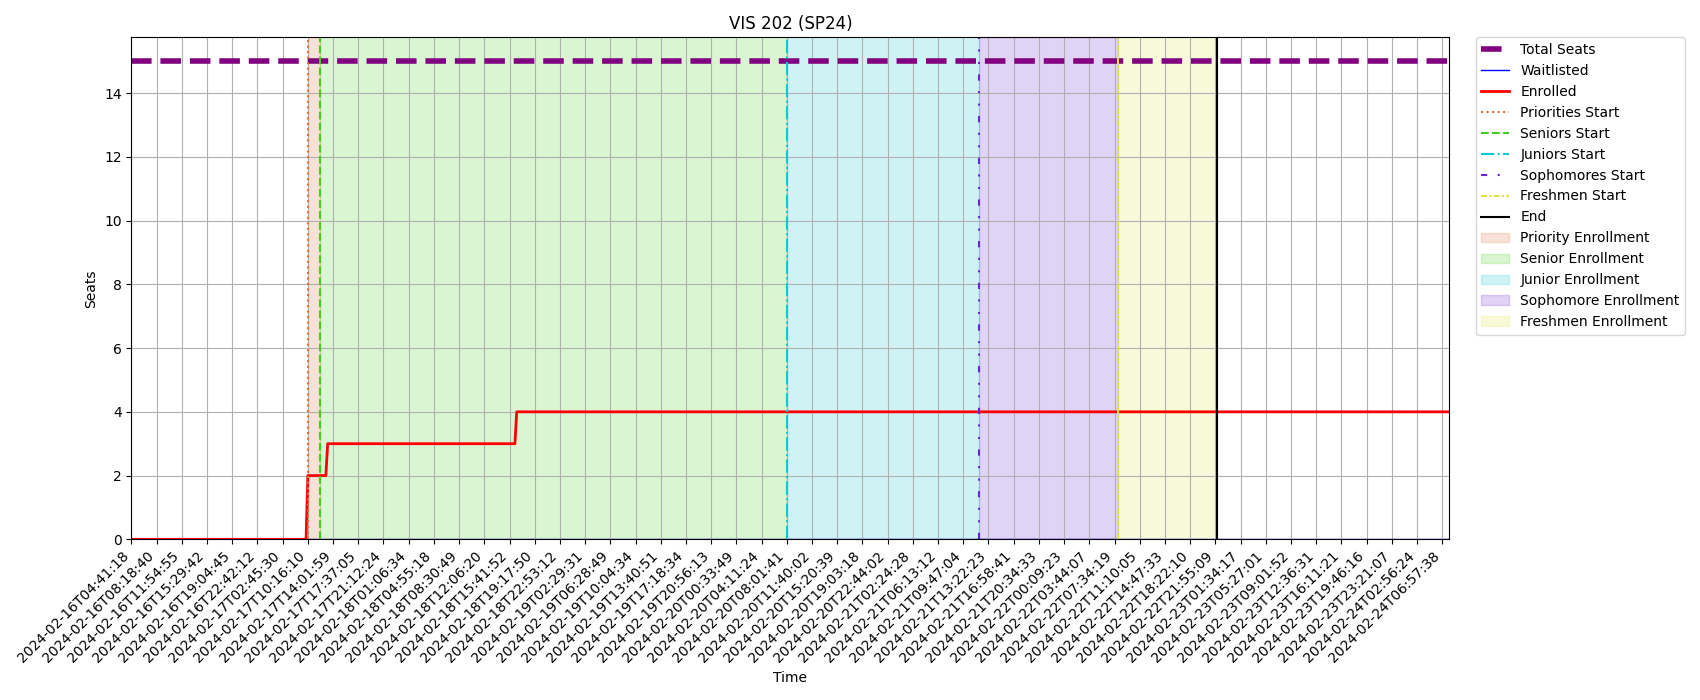 VIS 202 (SP24)
Seats
14
12
10
8
6
4
2
0
2024-02-16T04:41:18
2024-02-16T08:18:40
2024-02-16T11:54:55
2024-02-16T15:29:42
2024-02-16T19:04:45
2024-02-16T22:42:12
2024-02-17T02:45:30
2024-02-17T10:16:10
2024-02-17T14:01:59
2024-02-17T17:37:05
2024-02-17T21:12:24
2024-02-18T01:06:34
2024-02-18T04:55:18
2024-02-18T08:30:49
2024-02-18T12:06:20
2024-02-18T15:41:52
2024-02-18T19:17:50
2024-02-18T22:53:12
2024-02-19T02:29:31
2024-02-19T06:28:49
2024-02-19T10:04:34
2024-02-19T13:40:51
2024-02-19T17:18:34
2024-02-19T20:56:13
2024-02-20T00:33:49
2024-02-20T04:11:24
2024-02-20T08:01:41
2024-02-20T11:40:02
2024-02-20T15:20:39
2024-02-20T19:03:18
2024-02-20T22:44:02
2024-02-21T02:24:28
2024-02-21T06:13:12
2024-02-21T09:47:04
2024-02-21T13:22:23
2024-02-21T16:58:41
2024-02-21T20:34:33
2024-02-22T00:09:23
2024-02-22T03:44:07
2024-02-22T07:34:19
2024-02-22T11:10:05
2024-02-22T14:47:33
2024-02-22T18:22:10
2024-02-22T21:55:09
2024-02-23T01:34:17
2024-02-23T05:27:01
2024-02-23T09:01:52
2024-02-23T12:36:31
2024-02-23T16:11:21
2024-02-23T19:46:16
2024-02-23T23:21:07
2024-02-24T02:56:24
2024-02-24T06:57:38
Time
Total Seats
Waitlisted
Enrolled
Priorities Start
Seniors Start
Juniors Start
Sophomores Start
Freshmen Start
End
Priority Enrollment
Senior Enrollment
Junior Enrollment
Sophomore Enrollment
Freshmen Enrollment